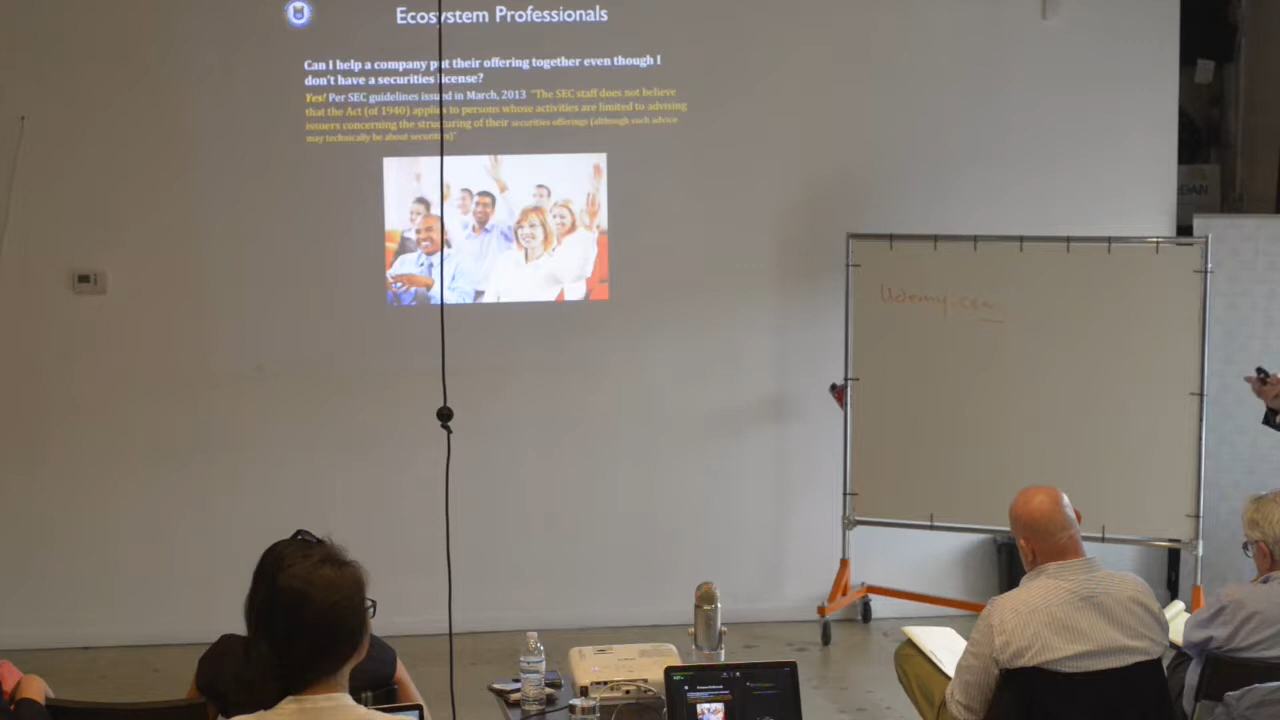 Ecosystem Professionals
Can I help a company put their offering together even though I
don't have a securities license?
Yes! Per SEC guidelines issued in March, 2013 "The SEC staff does not believe
that the Act (of 1940) applies to persons whose activities are limited to advising
issuers concerning the structuring of their securities offerings (although such advice
may technically be about securities)"
Udemy.com